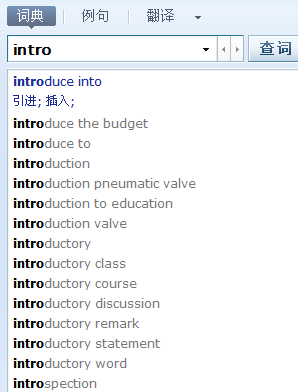 词典 例句 翻译
intro 查词
introduce into
引进; 插入;
introduce the budget
introduce to
introduction
introduction pneumatic valve
introduction to education
introduction valve
introductory
introductory class
introductory course
introductory discussion
introductory remark
introductory statement
introductory word
introspection